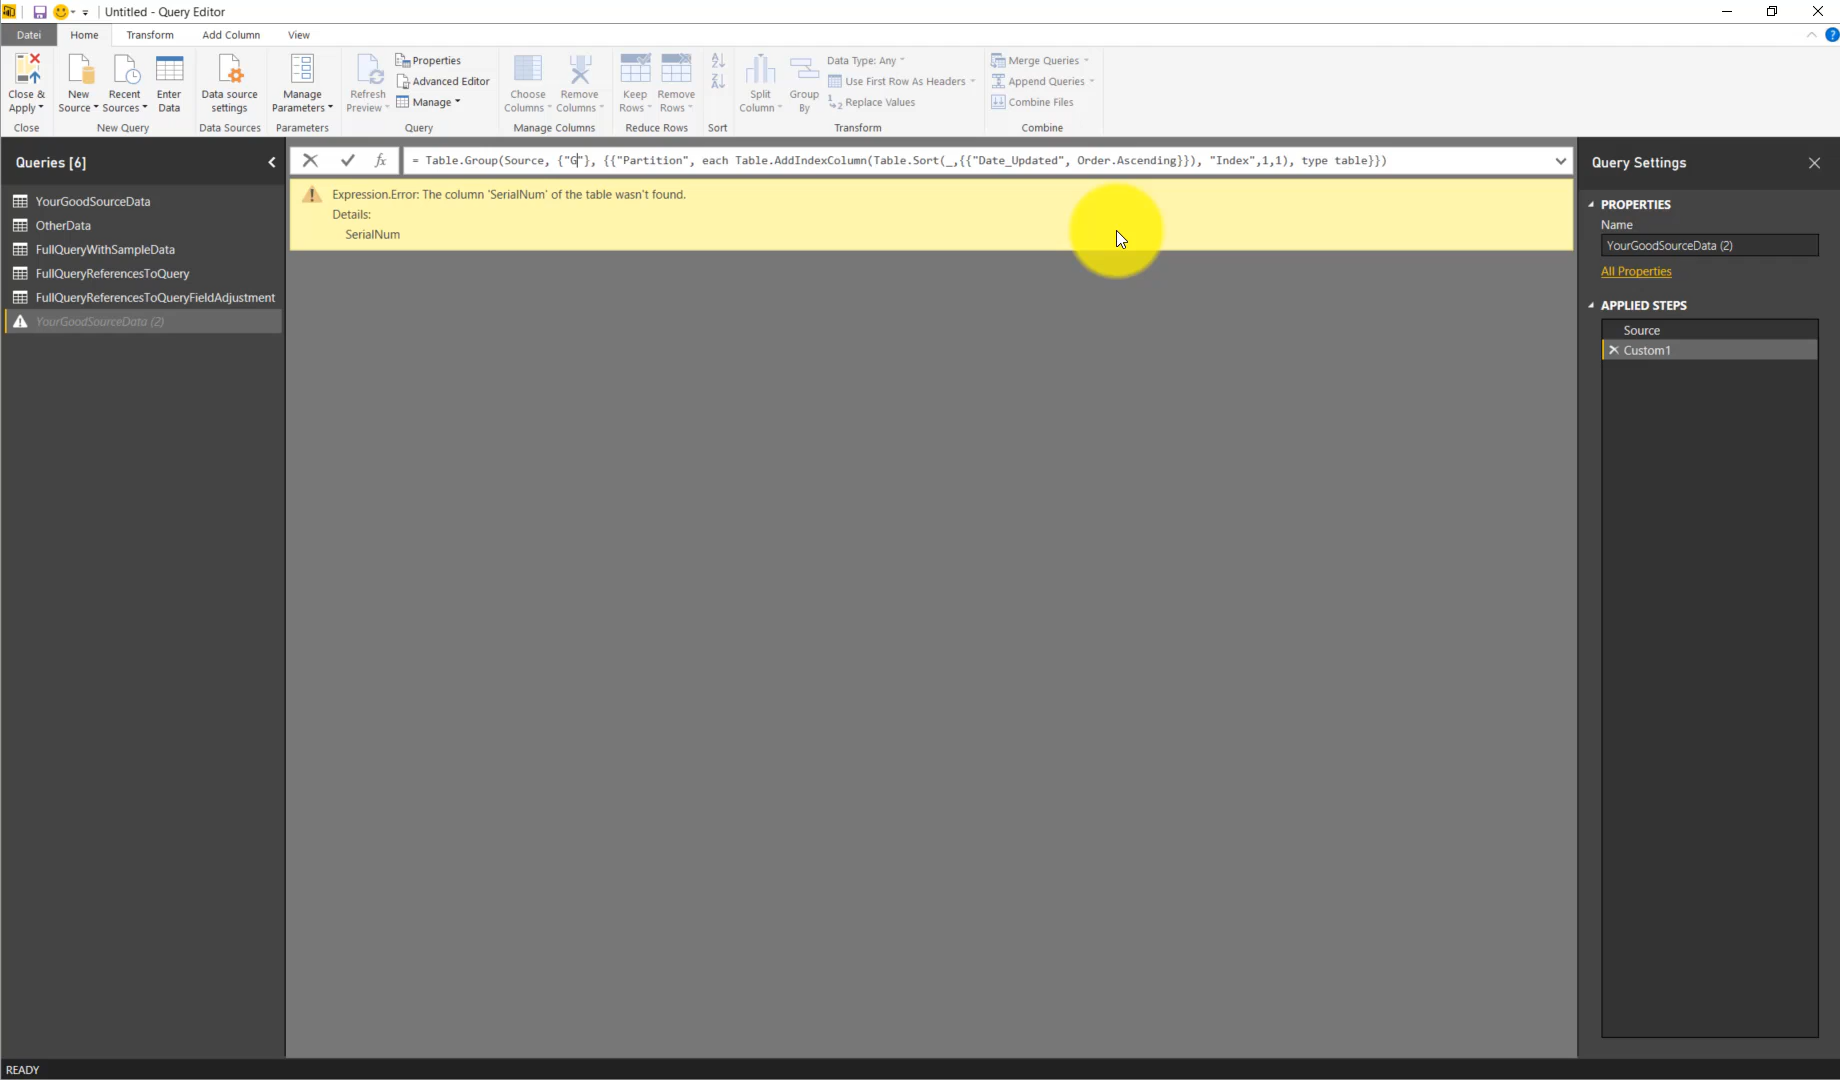 Untitled - Query Editor
Datei Home Transform Add Column View
Close & Apply
Close
New Source
Recent Sources
Enter Data
New Query
Data source settings
Data Sources
Manage Parameters
Parameters
Refresh Preview
Properties
Advanced Editor
Manage
Query
Choose Columns
Remove Columns
Manage Columns
Keep Rows
Remove Rows
Reduce Rows
Sort
Split Column
Group By
Data Type: Any
Use First Row As Headers
Replace Values
Transform
Merge Queries
Append Queries
Combine Files
Combine
Queries [6]
YourGoodSourceData
OtherData
FullQueryWithSampleData
FullQueryReferencesToQuery
FullQueryReferencesToQueryFieldAdjustment
YourGoodSourceData (2)
fx
= Table.Group(Source, {"G"}, {{"Partition", each Table.AddIndexColumn(Table.Sort(_,{{"Date_Updated", Order.Ascending}}), "Index",1,1), type table}})
Expression.Error: The column 'SerialNum' of the table wasn't found.
Details:
SerialNum
Query Settings
PROPERTIES
Name
YourGoodSourceData (2)
All Properties
APPLIED STEPS
Source
Custom1
READY